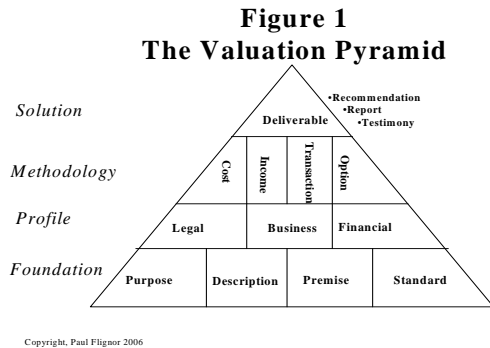 Figure 1
The Valuation Pyramid
Solution
Deliverable
•Recommendation
•Report
•Testimony
Methodology
Cost
Income
Transaction
Option
Profile
Legal
Business
Financial
Foundation
Purpose
Description
Premise
Standard
Copyright, Paul Flignor 2006